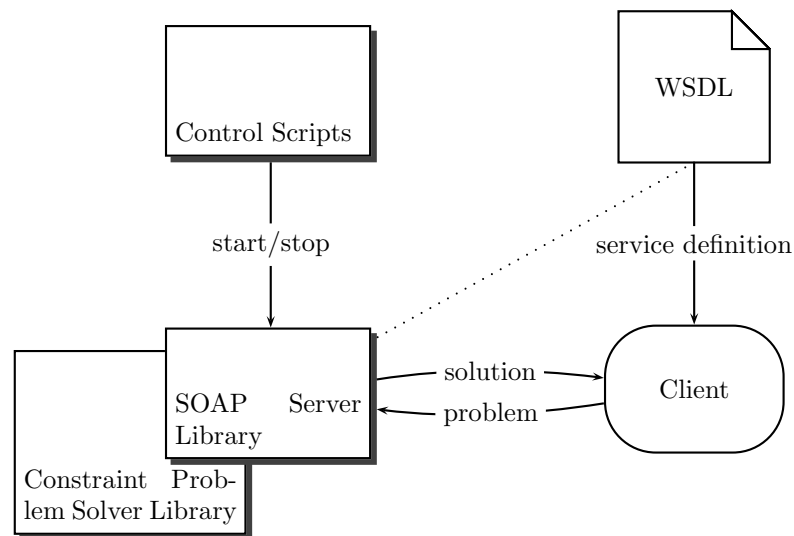 WSDL
Control Scripts
start/stop
service definition
solution
SOAP Server
Library
Client
problem
Constraint Prob-
lem Solver Library